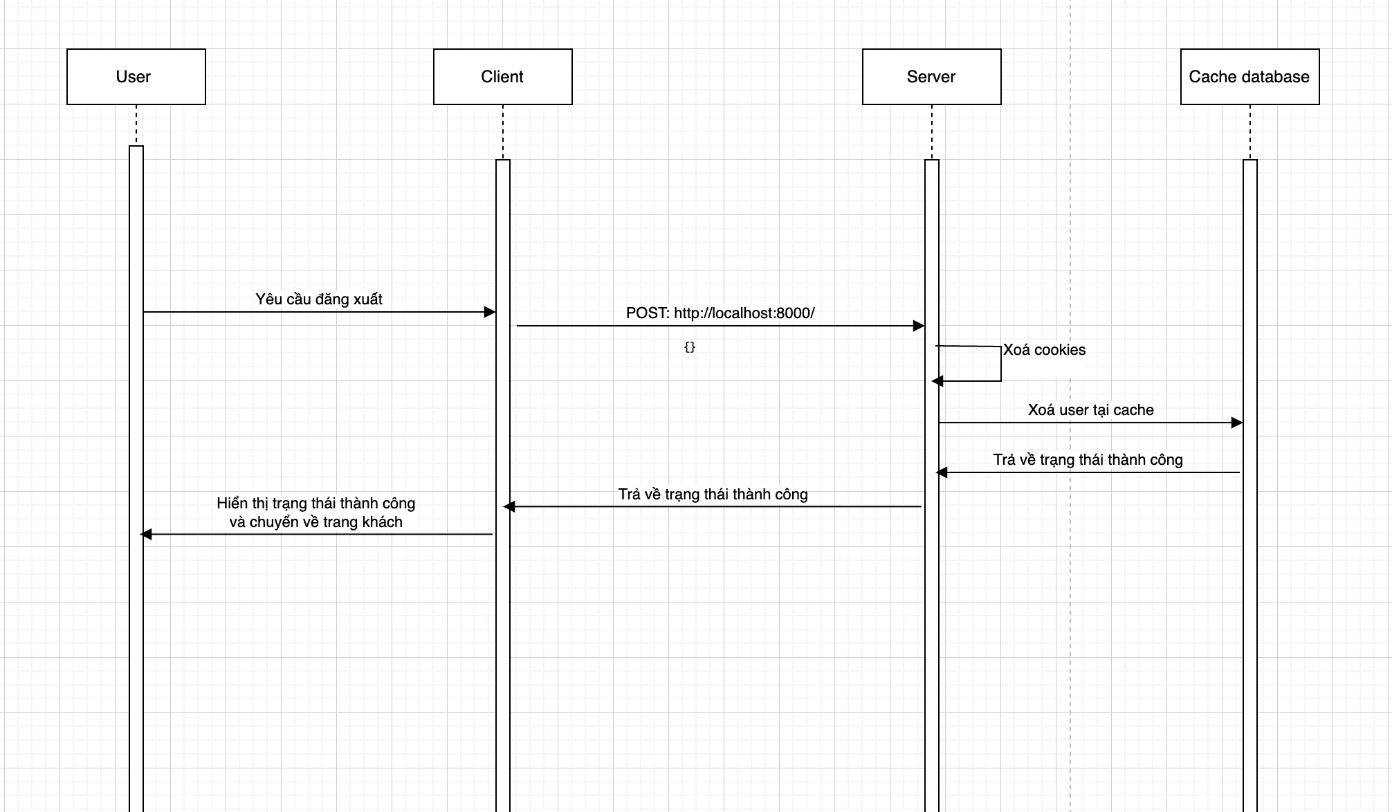 User
Client
Server
Cache database
Yêu cầu đăng xuất
POST: http://localhost:8000/
{}
Xoá cookies
Xoá user tại cache
Trả về trạng thái thành công
Trả về trạng thái thành công
Hiển thị trạng thái thành công
và chuyển về trang khách